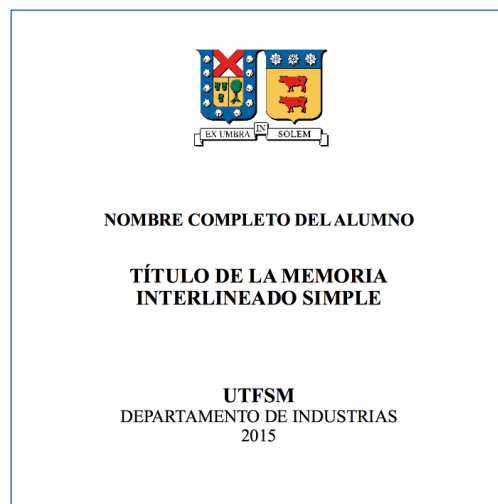 EX UMBRA IN SOLEM
NOMBRE COMPLETO DEL ALUMNO
TÍTULO DE LA MEMORIA
INTERLINEADO SIMPLE
UTFSM
DEPARTAMENTO DE INDUSTRIAS
2015